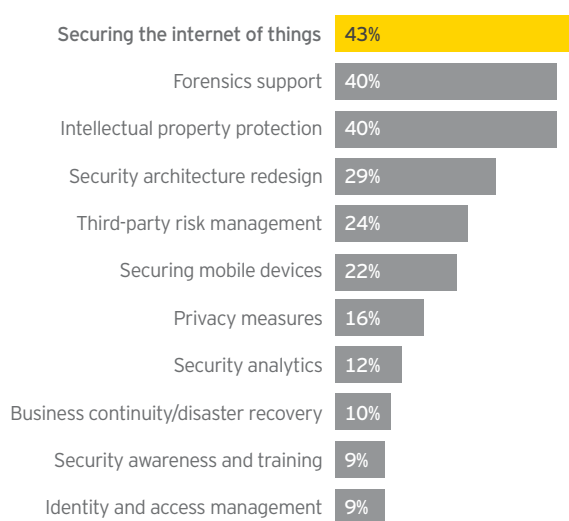 Securing the internet of things 43%
Forensics support 40%
Intellectual property protection 40%
Security architecture redesign 29%
Third-party risk management 24%
Securing mobile devices 22%
Privacy measures 16%
Security analytics 12%
Business continuity/disaster recovery 10%
Security awareness and training 9%
Identity and access management 9%